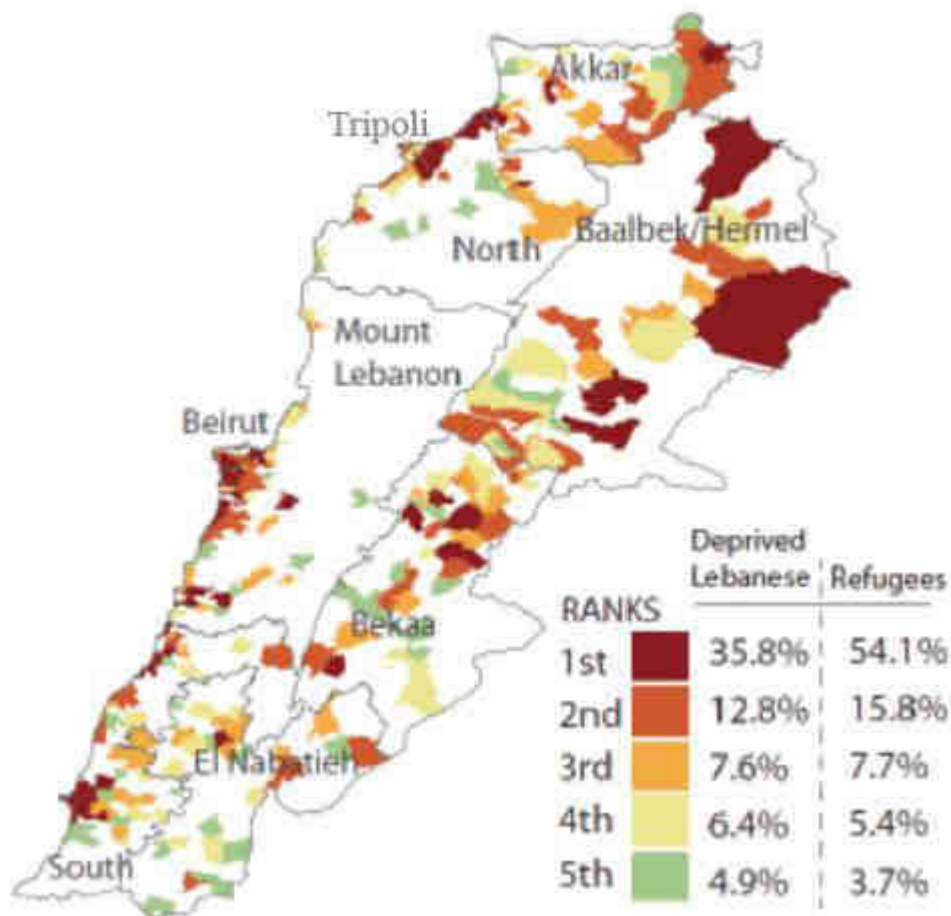 Akkar
Tripoli
Baalbek/Hermel
North
Mount
Lebanon
Beirut
Bekaa
El Nabatieh
South
Deprived
Lebanese
Refugees
RANKS
1st 35.8% 54.1%
2nd 12.8% 15.8%
3rd 7.6% 7.7%
4th 6.4% 5.4%
5th 4.9% 3.7%